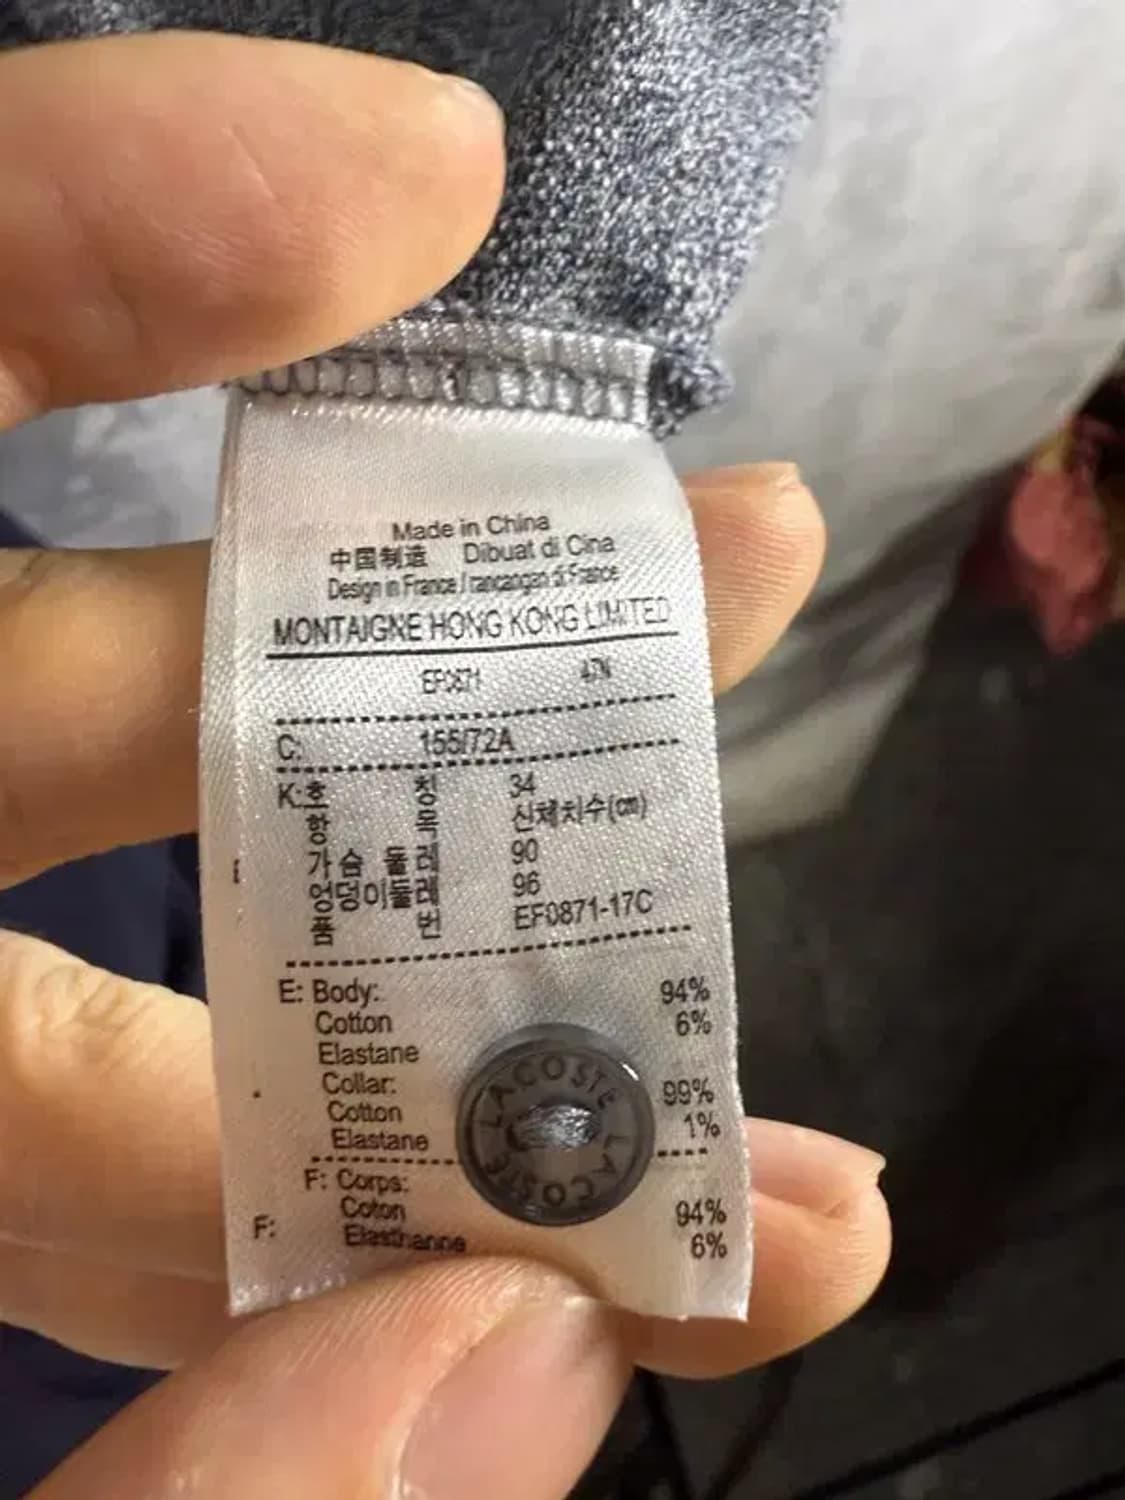 Made in China
中国制造 Dibuat di Cina
Design in France / rancangan di France
MONTAIGNE HONG KONG LIMITED
EF0871 47N
C: 155/72A
K: 호 칭 34
항 목 신체치수(cm)
가슴 둘레 90
엉덩이둘레 96
품 번 EF0871-17C
E: Body: 94%
Cotton 6%
Elastane
Collar: 99%
Cotton 1%
Elastane
F: Corps:
Coton 94%
F: Elasthanne 6%
LACOSTE LACOSTE